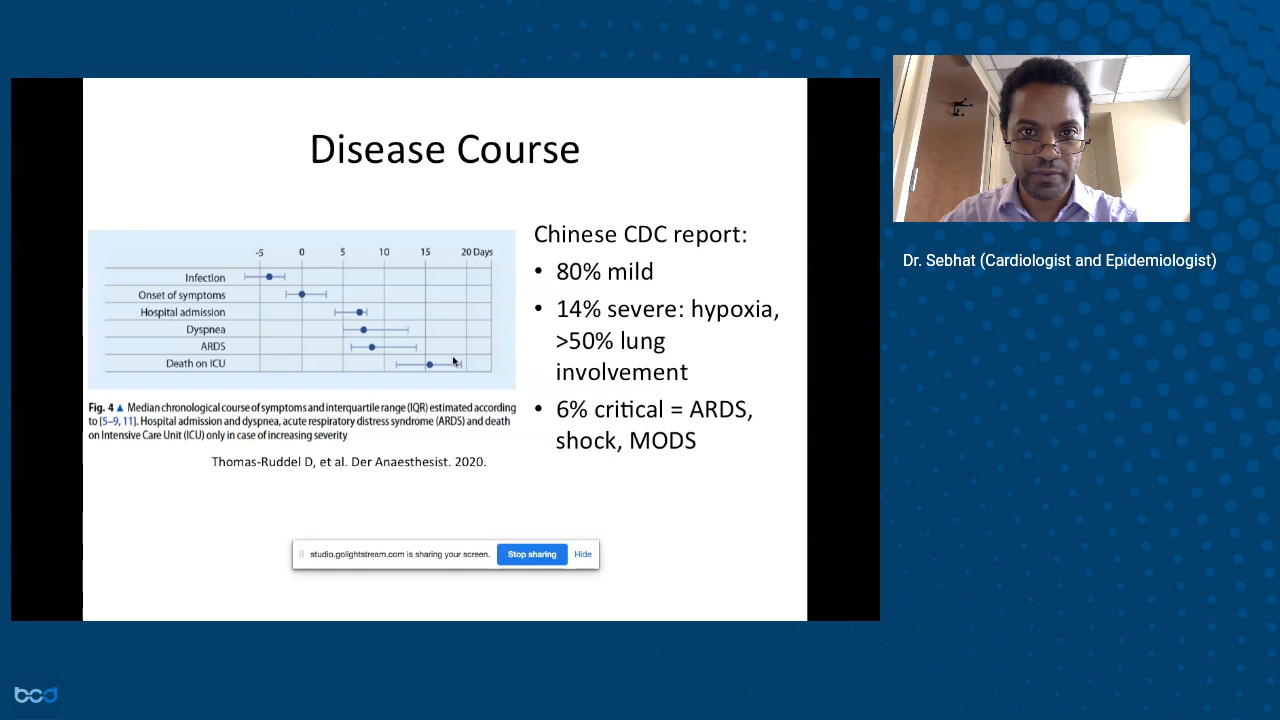 Disease Course
-5 0 5 10 15 20 Days
Infection
Onset of symptoms
Hospital admission
Dyspnea
ARDS
Death on ICU
Fig. 4 ▲ Median chronological course of symptoms and interquartile range (IQR) estimated according
to [5–9, 11]. Hospital admission and dyspnea, acute respiratory distress syndrome (ARDS) and death
on Intensive Care Unit (ICU) only in case of increasing severity
Thomas-Ruddel D, et al. Der Anaesthesist. 2020.
Chinese CDC report:
• 80% mild
• 14% severe: hypoxia,
>50% lung
involvement
• 6% critical = ARDS,
shock, MODS
studio.golightstream.com is sharing your screen. Stop sharing Hide
Dr. Sebhat (Cardiologist and Epidemiologist)
bcd